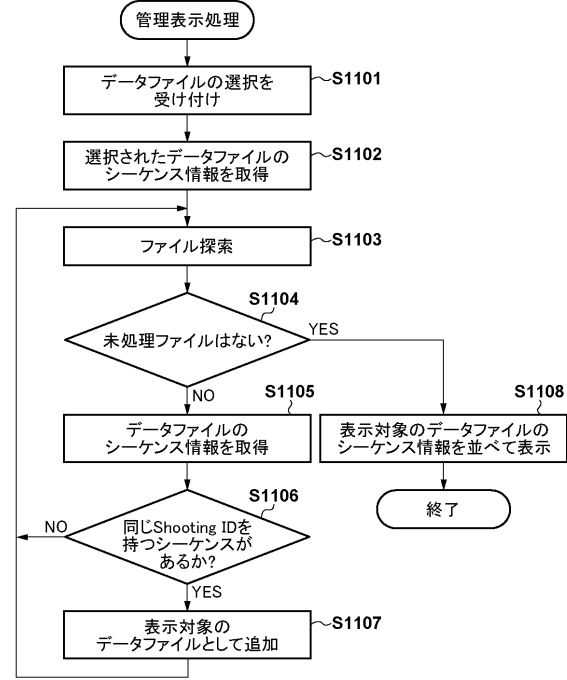 管理表示処理
データファイルの選択を
受け付け
S1101
選択されたデータファイルの
シーケンス情報を取得
S1102
ファイル探索
S1103
S1104
未処理ファイルはない?
YES
NO
S1105
データファイルの
シーケンス情報を取得
S1108
表示対象のデータファイルの
シーケンス情報を並べて表示
終了
S1106
同じShooting IDを
持つシーケンスが
あるか?
NO
YES
表示対象の
データファイルとして追加
S1107